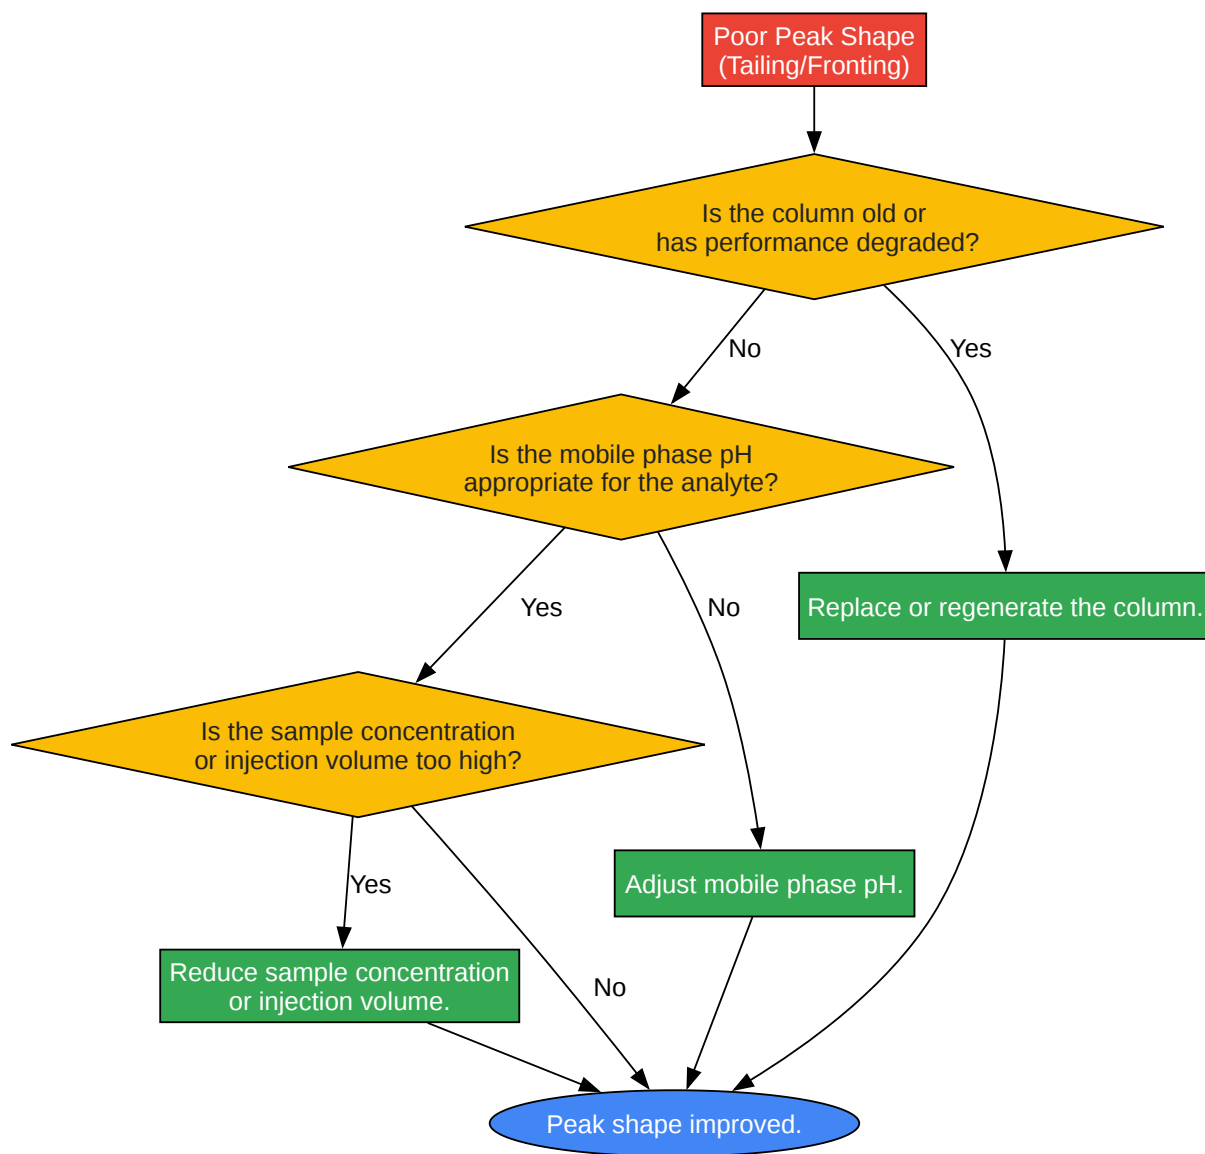 Poor Peak Shape
(Tailing/Fronting)
Is the column old or
has performance degraded?
No
Yes
Is the mobile phase pH
appropriate for the analyte?
Yes
No
Replace or regenerate the column.
Is the sample concentration
or injection volume too high?
Yes
Adjust mobile phase pH.
Reduce sample concentration
or injection volume.
No
Peak shape improved.